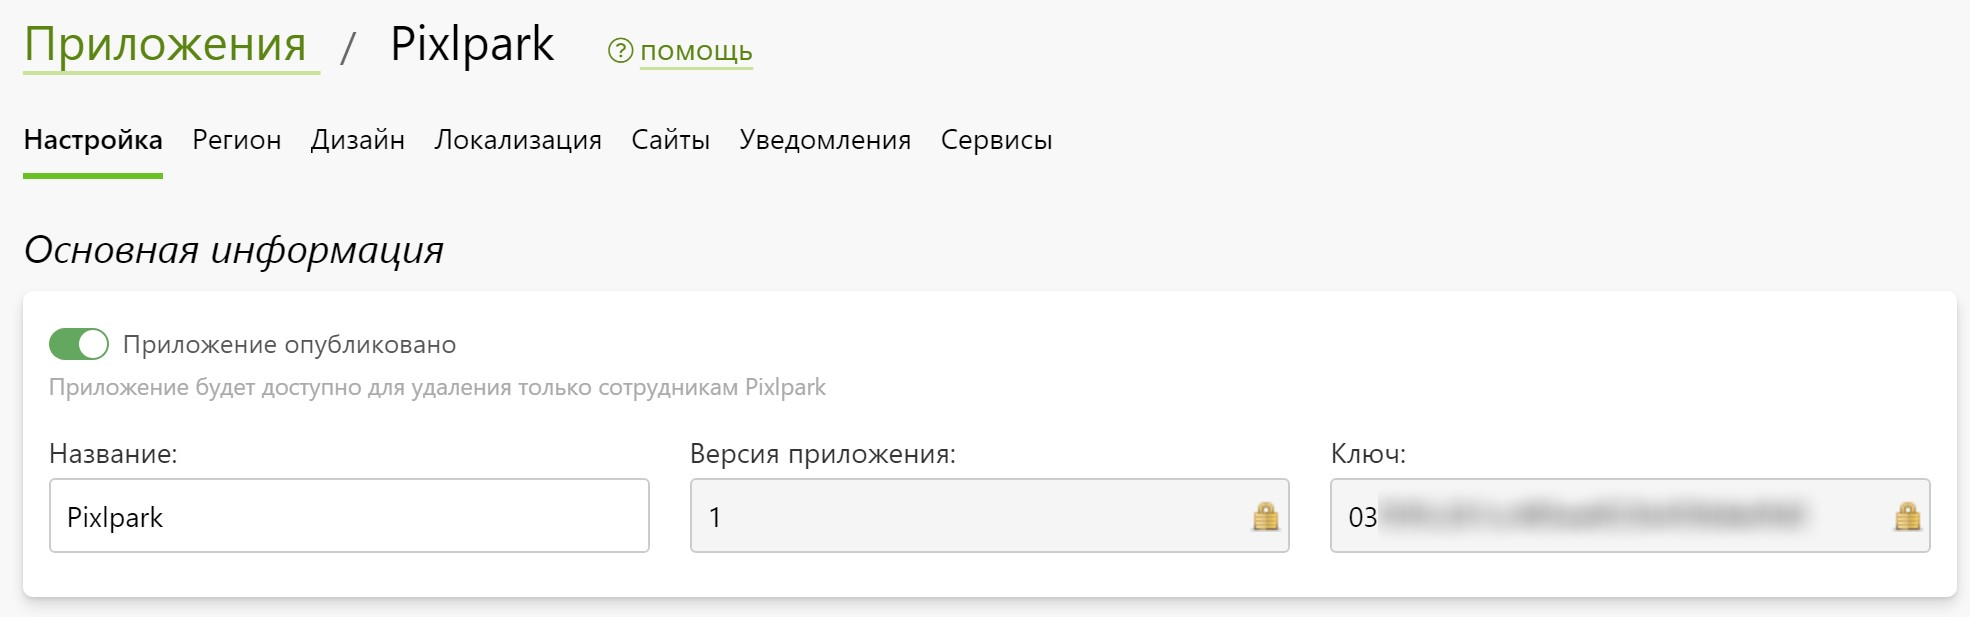 Приложения / Pixlpark ? помощь
Настройка Регион Дизайн Локализация Сайты Уведомления Сервисы
Основная информация
Приложение опубликовано
Приложение будет доступно для удаления только сотрудникам Pixlpark
Название: Версия приложения: Ключ:
Pixlpark 1 03